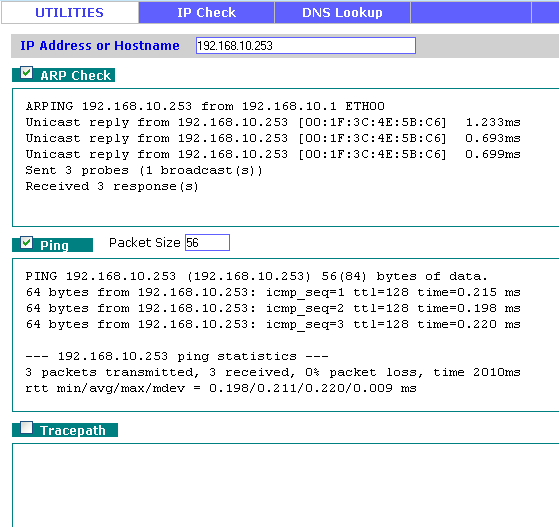 UTILITIES IP Check DNS Lookup
IP Address or Hostname 192.168.10.253
ARP Check
ARPING 192.168.10.253 from 192.168.10.1 ETH00
Unicast reply from 192.168.10.253 [00:1F:3C:4E:5B:C6] 1.233ms
Unicast reply from 192.168.10.253 [00:1F:3C:4E:5B:C6] 0.693ms
Unicast reply from 192.168.10.253 [00:1F:3C:4E:5B:C6] 0.699ms
Sent 3 probes (1 broadcast(s))
Received 3 response(s)
Ping Packet Size 56
PING 192.168.10.253 (192.168.10.253) 56(84) bytes of data.
64 bytes from 192.168.10.253: icmp_seq=1 ttl=128 time=0.215 ms
64 bytes from 192.168.10.253: icmp_seq=2 ttl=128 time=0.198 ms
64 bytes from 192.168.10.253: icmp_seq=3 ttl=128 time=0.220 ms
--- 192.168.10.253 ping statistics ---
3 packets transmitted, 3 received, 0% packet loss, time 2010ms
rtt min/avg/max/mdev = 0.198/0.211/0.220/0.009 ms
Tracepath